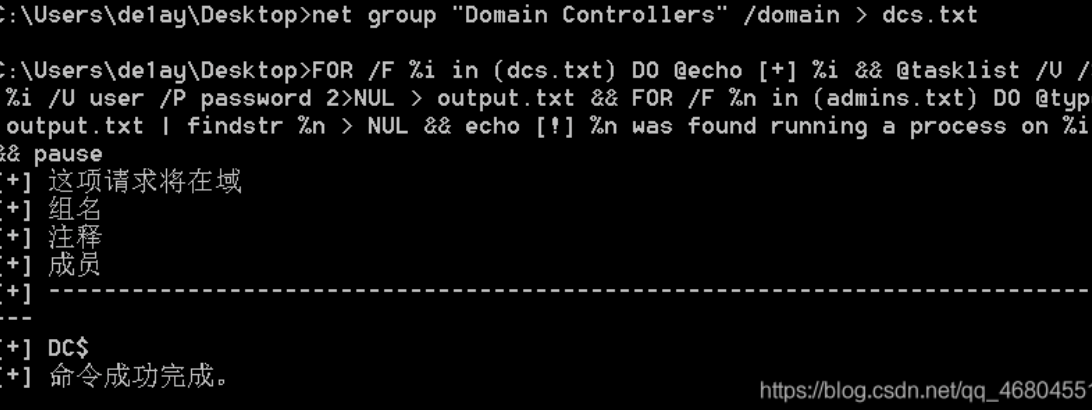 C:\Users\de1ay\Desktop>net group "Domain Controllers" /domain > dcs.txt
C:\Users\de1ay\Desktop>FOR /F %i in (dcs.txt) DO @echo [+] %i && @tasklist /V /
%i /U user /P password 2>NUL > output.txt && FOR /F %n in (admins.txt) DO @typ
output.txt | findstr %n > NUL && echo [!] %n was found running a process on %i
&& pause
[+] 这项请求将在域
[+] 组名
[+] 注释
[+] 成员
[+] -------------------------------------------------------------------------------
---
[+] DC$
[+] 命令成功完成。
https://blog.csdn.net/qq_4680455